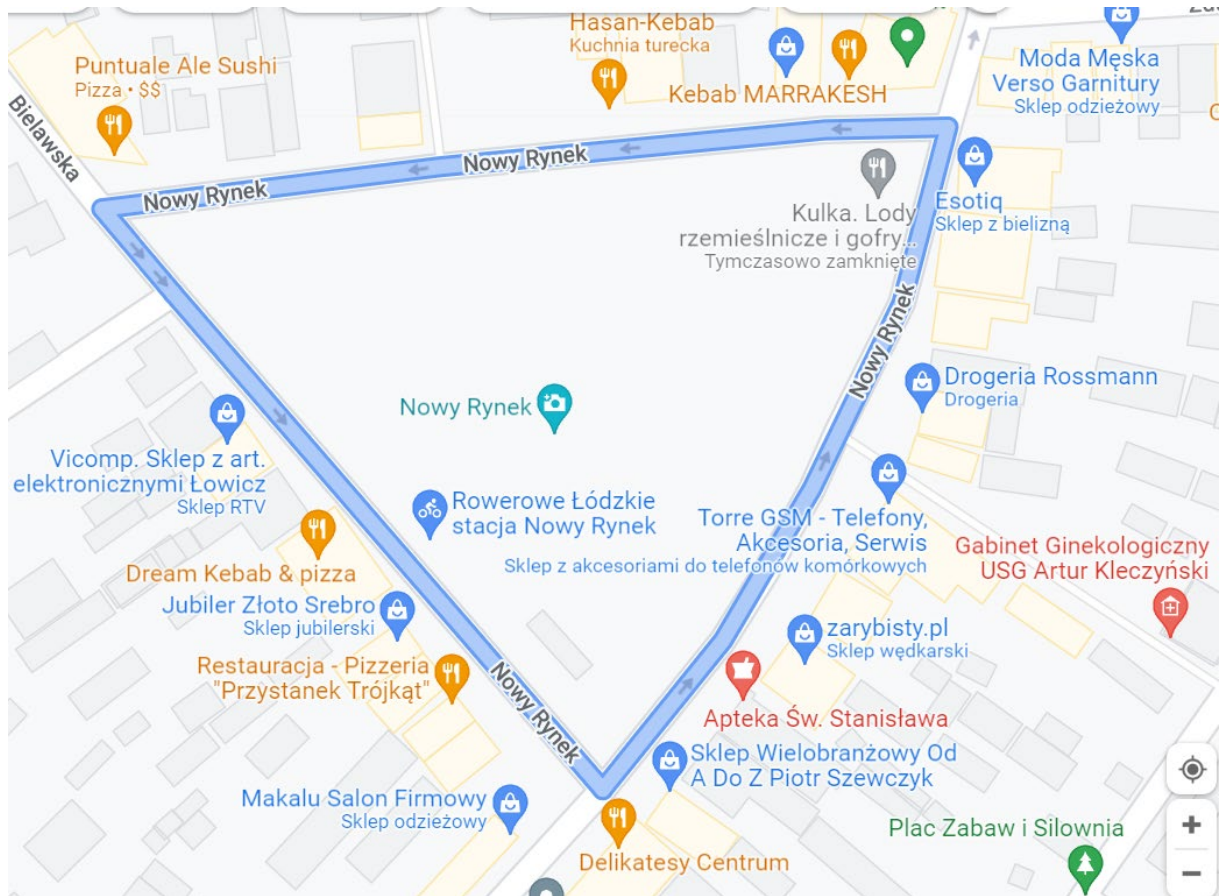 Hasan-Kebab
Kuchnia turecka
Puntuale Ale Sushi
Pizza • $$
Moda Męska
Verso Garnitury
Sklep odzieżowy
Kebab MARRAKESH
Bielawska
Nowy Rynek
Nowy Rynek
Esotiq
Sklep z bielizną
Kulka. Lody
rzemieślnicze i gofry...
Tymczasowo zamknięte
Nowy Rynek
Drogeria Rossmann
Drogeria
Nowy Rynek
Vicomp. Sklep z art.
elektronicznymi Łowicz
Sklep RTV
Rowerowe Łódzkie
stacja Nowy Rynek
Torre GSM - Telefony,
Akcesoria, Serwis
Sklep z akcesoriami do telefonów komórkowych
Gabinet Ginekologiczny
USG Artur Kleczyński
Dream Kebab & pizza
Jubiler Złoto Srebro
Sklep jubilerski
zarybisty.pl
Sklep wędkarski
Restauracja - Pizzeria
"Przystanek Trójkąt"
Nowy Rynek
Apteka Św. Stanisława
Sklep Wielobranżowy Od
A Do Z Piotr Szewczyk
Makalu Salon Firmowy
Sklep odzieżowy
Plac Zabaw i Silownia
Delikatesy Centrum